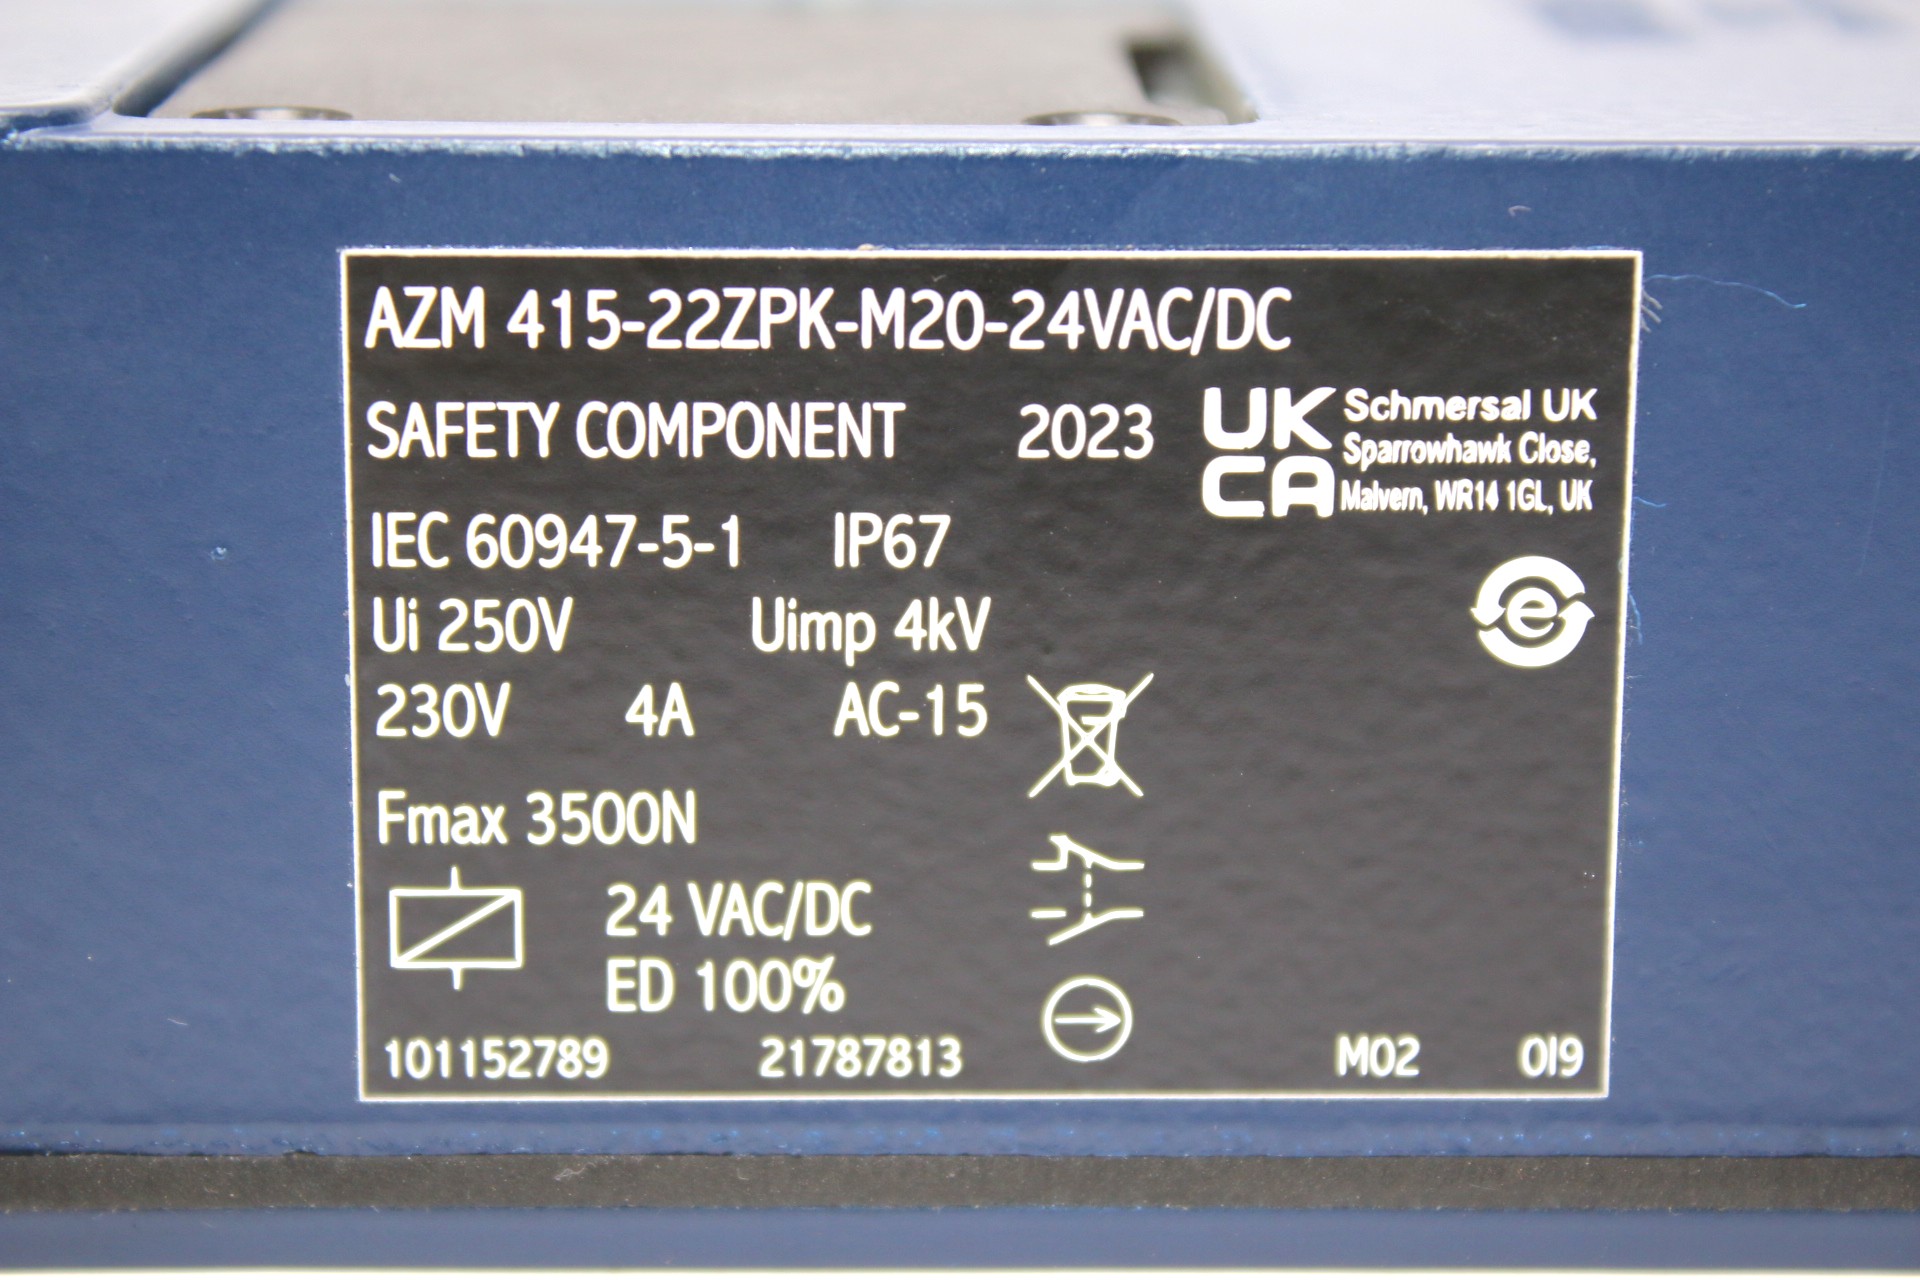 AZM 415-22ZPK-M20-24VAC/DC
SAFETY COMPONENT 2023
UK
CA
Schmersal UK
Sparrowhawk Close,
Malvern, WR14 1GL, UK
IEC 60947-5-1 IP67
e
Ui 250V Uimp 4kV
230V 4A AC-15
Fmax 3500N
24 VAC/DC
ED 100%
101152789 21787813 M02 0I9